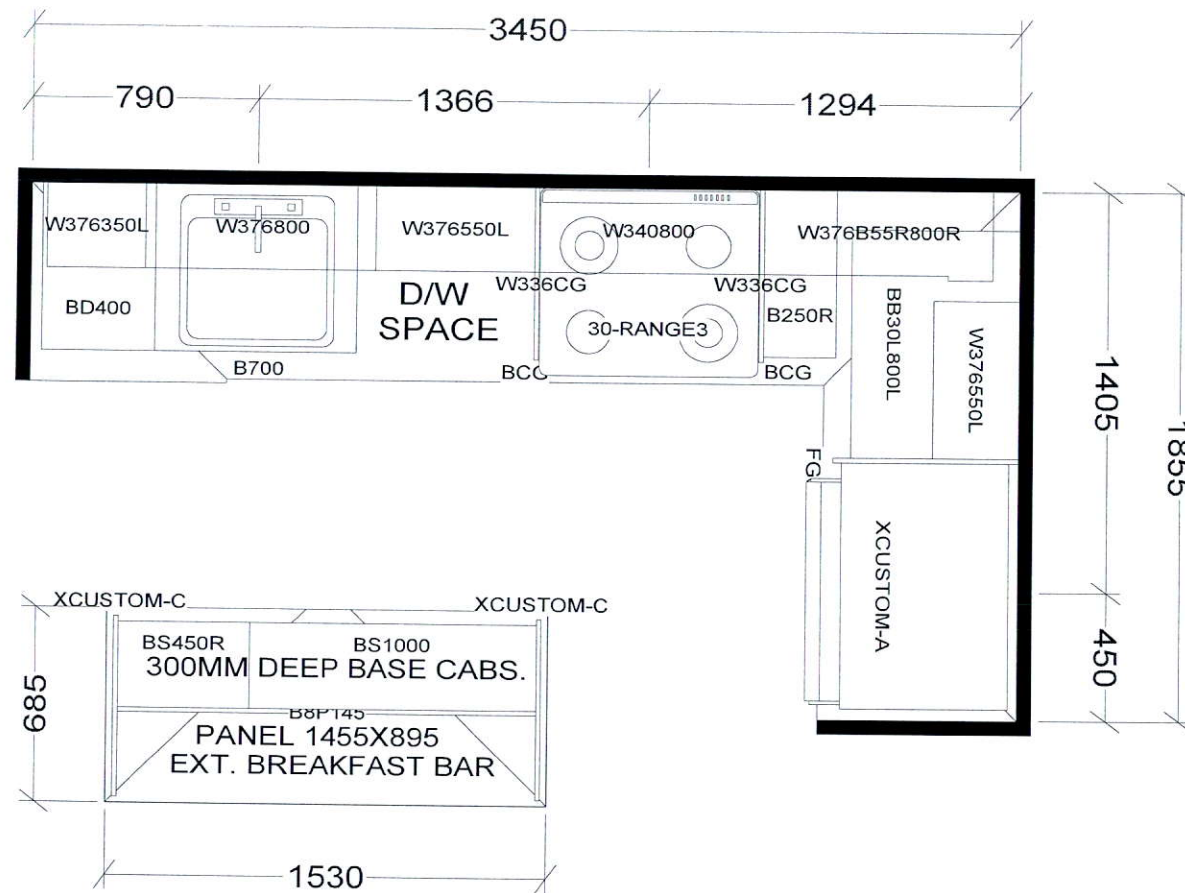 3450
790
1366
1294
W376350L
W376800
W376550L
W340800
W376B55R800R
W336CG
W336CG
BD400
D/W
SPACE
30-RANGE3
B250R
BB30L800L
W376550L
B700
BCG
BCG
1405
1855
FG
XCUSTOM-A
450
XCUSTOM-C
XCUSTOM-C
BS450R
BS1000
300MM DEEP BASE CABS.
685
B8P145
PANEL 1455X895
EXT. BREAKFAST BAR
1530